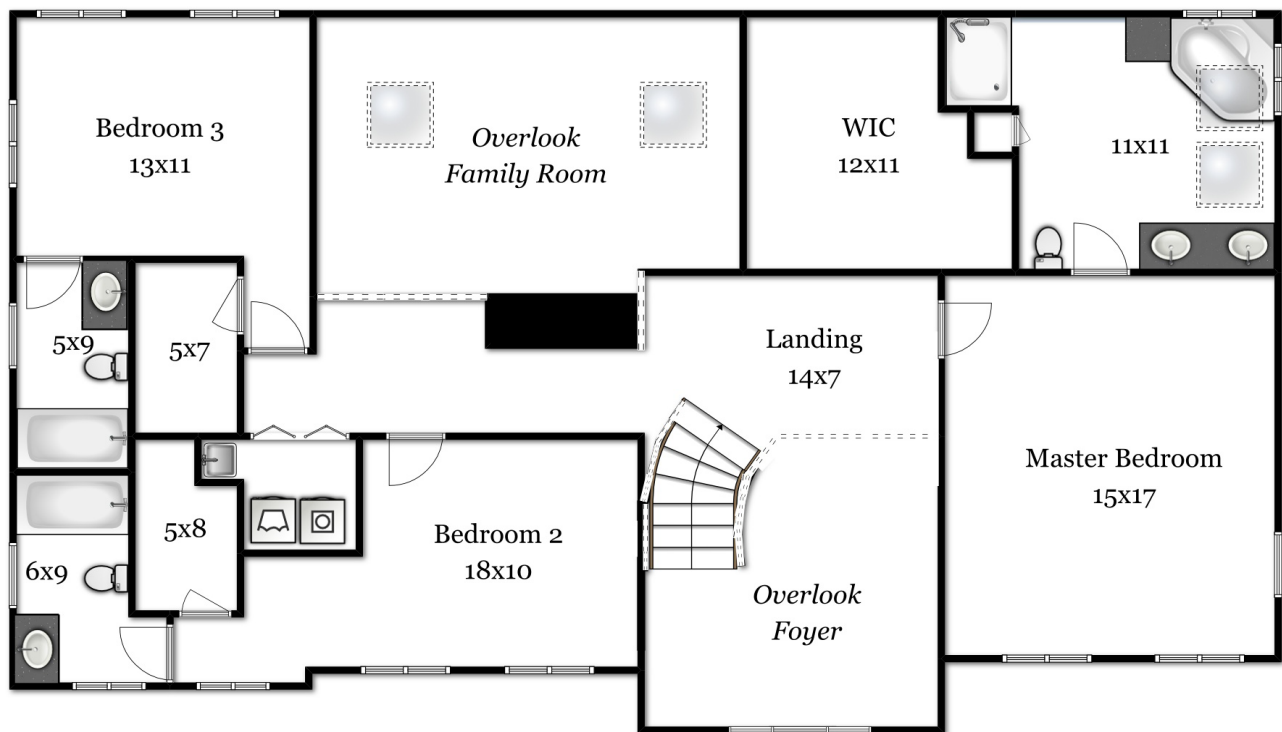 Bedroom 3
13x11
Overlook
Family Room
WIC
12x11
11x11
5x9
5x7
Landing
14x7
Master Bedroom
15x17
5x8
6x9
Bedroom 2
18x10
Overlook
Foyer